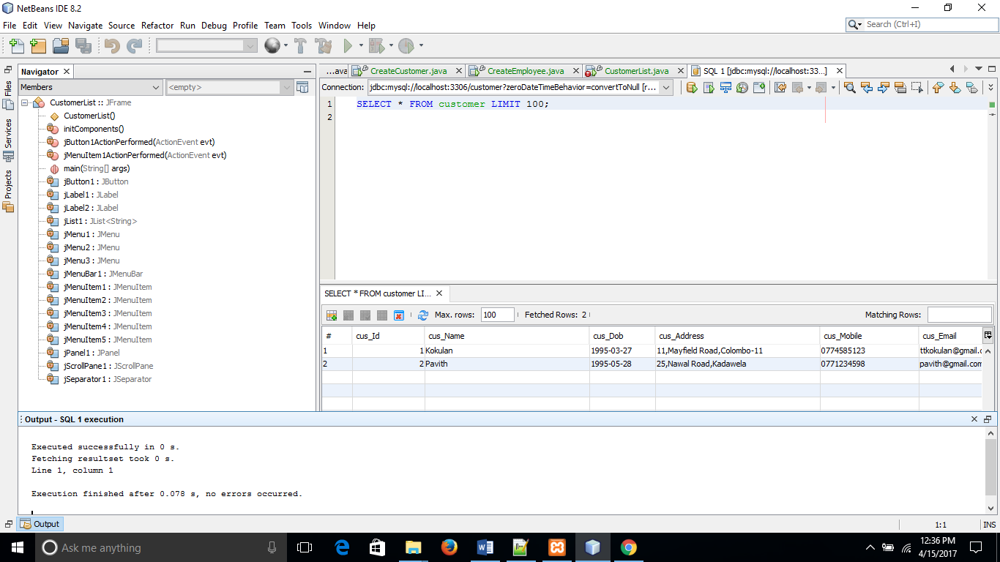 NetBeans IDE 8.2
File Edit View Navigate Source Refactor Run Debug Profile Team Tools Window Help
Search (Ctrl+I)
Files
Services
Projects
Navigator
Members
<empty>
CustomerList :: JFrame
CustomerList()
initComponents()
jButton1ActionPerformed(ActionEvent evt)
jMenuItem1ActionPerformed(ActionEvent evt)
main(String[] args)
jButton1 : JButton
jLabel1 : JLabel
jLabel2 : JLabel
jList1 : JList<String>
jMenu1 : JMenu
jMenu2 : JMenu
jMenu3 : JMenu
jMenuBar1 : JMenuBar
jMenuItem1 : JMenuItem
jMenuItem2 : JMenuItem
jMenuItem3 : JMenuItem
jMenuItem4 : JMenuItem
jMenuItem5 : JMenuItem
jPanel1 : JPanel
jScrollPane1 : JScrollPane
jSeparator1 : JSeparator
...ava CreateCustomer.java CreateEmployee.java CustomerList.java SQL 1 [jdbc:mysql://localhost:33...]
Connection: jdbc:mysql://localhost:3306/customer?zeroDateTimeBehavior=convertToNull [r...
1 SELECT * FROM customer LIMIT 100;
2
SELECT * FROM customer LI...
Max. rows: 100 Fetched Rows: 2 Matching Rows:
# cus_Id cus_Name cus_Dob cus_Address cus_Mobile cus_Email
1 1 Kokulan 1995-03-27 11,Mayfield Road,Colombo-11 0774585123 ttkokulan@gmail.c
2 2 Pavith 1995-05-28 25,Nawal Road,Kadawela 0771234598 pavith@gmail.com
Output - SQL 1 execution
Executed successfully in 0 s.
Fetching resultset took 0 s.
Line 1, column 1
Execution finished after 0.078 s, no errors occurred.
Output
1:1 INS
Ask me anything
12:36 PM
4/15/2017